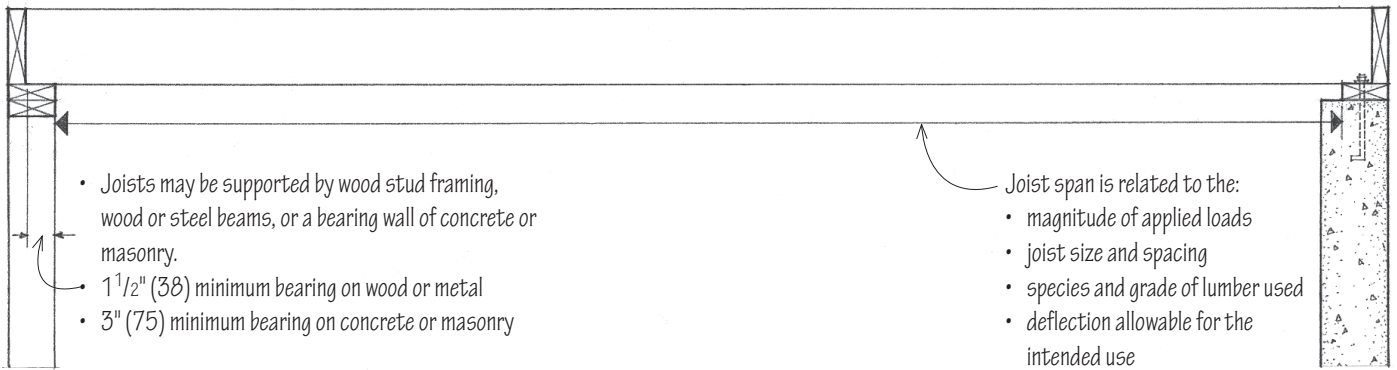 • Joists may be supported by wood stud framing,
wood or steel beams, or a bearing wall of concrete or
masonry.
• 1 1/2" (38) minimum bearing on wood or metal
• 3" (75) minimum bearing on concrete or masonry
Joist span is related to the:
• magnitude of applied loads
• joist size and spacing
• species and grade of lumber used
• deflection allowable for the
intended use